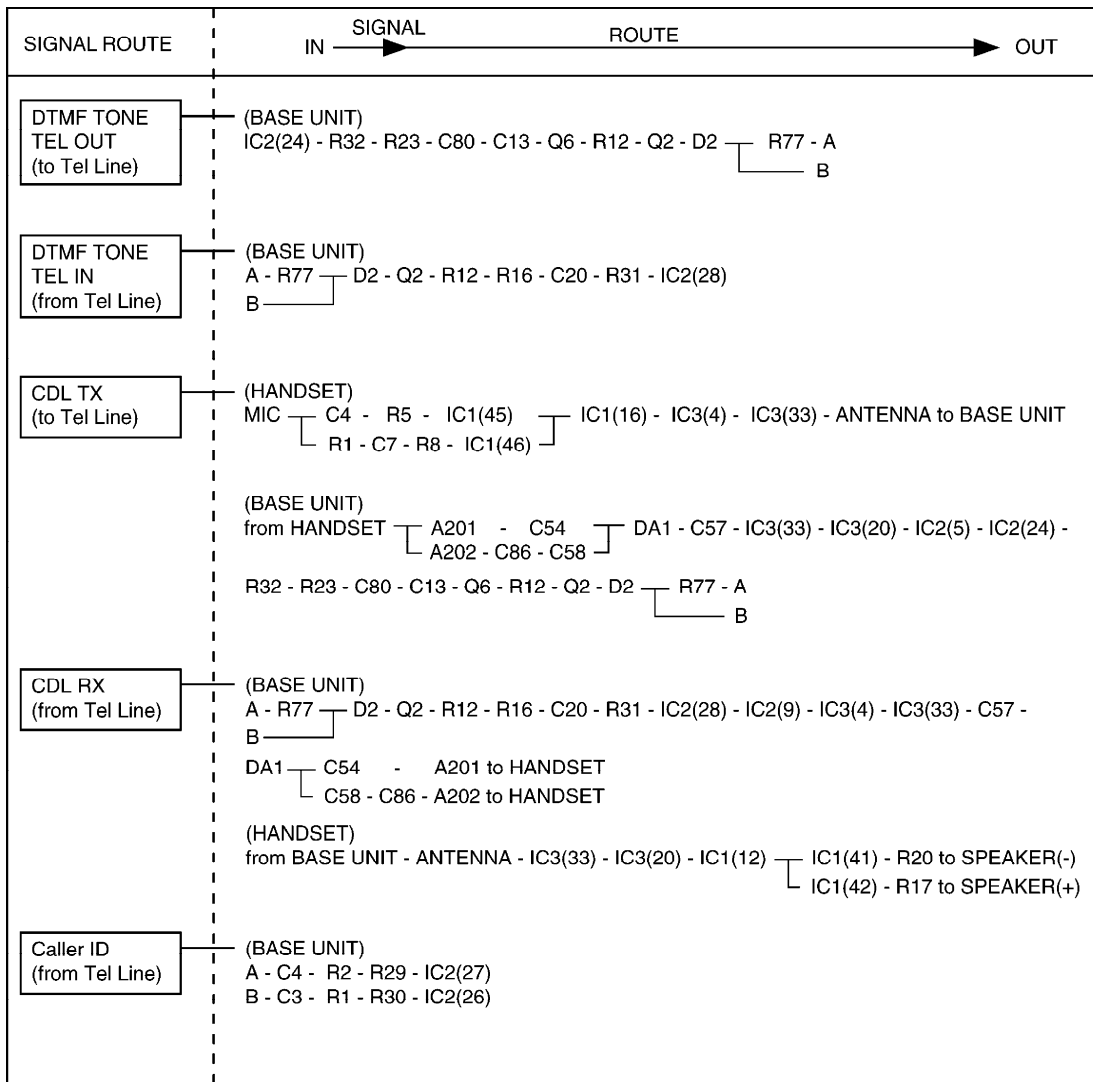 SIGNAL ROUTE IN SIGNAL ROUTE OUT
DTMF TONE
TEL OUT
(to Tel Line)
(BASE UNIT)
IC2(24) - R32 - R23 - C80 - C13 - Q6 - R12 - Q2 - D2 R77 - A
B
DTMF TONE
TEL IN
(from Tel Line)
(BASE UNIT)
A - R77 D2 - Q2 - R12 - R16 - C20 - R31 - IC2(28)
B
CDL TX
(to Tel Line)
(HANDSET)
MIC C4 - R5 - IC1(45) IC1(16) - IC3(4) - IC3(33) - ANTENNA to BASE UNIT
R1 - C7 - R8 - IC1(46)
(BASE UNIT)
from HANDSET A201 - C54 DA1 - C57 - IC3(33) - IC3(20) - IC2(5) - IC2(24) -
A202 - C86 - C58
R32 - R23 - C80 - C13 - Q6 - R12 - Q2 - D2 R77 - A
B
CDL RX
(from Tel Line)
(BASE UNIT)
A - R77 D2 - Q2 - R12 - R16 - C20 - R31 - IC2(28) - IC2(9) - IC3(4) - IC3(33) - C57 -
B
DA1 C54 - A201 to HANDSET
C58 - C86 - A202 to HANDSET
(HANDSET)
from BASE UNIT - ANTENNA - IC3(33) - IC3(20) - IC1(12) IC1(41) - R20 to SPEAKER(-)
IC1(42) - R17 to SPEAKER(+)
Caller ID
(from Tel Line)
(BASE UNIT)
A - C4 - R2 - R29 - IC2(27)
B - C3 - R1 - R30 - IC2(26)